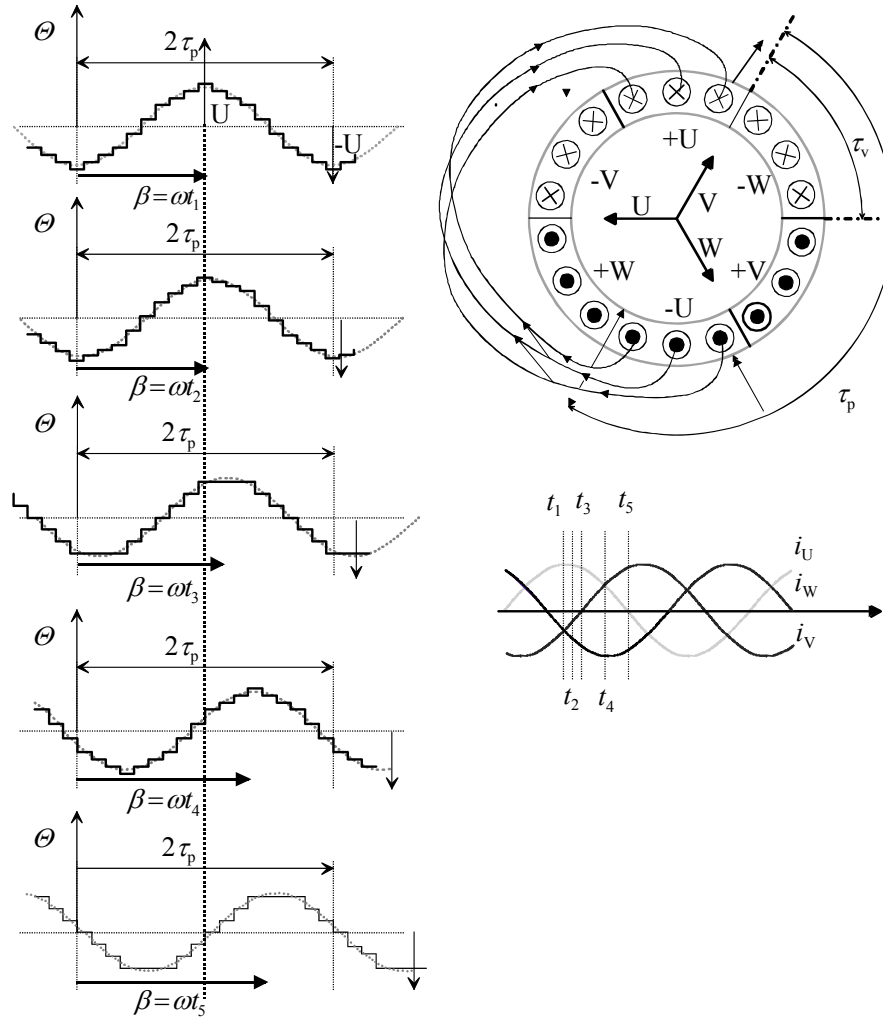 Θ
2τp
U
-U
β=ωt1
Θ
2τp
β=ωt2
Θ
2τp
β=ωt3
Θ
2τp
β=ωt4
Θ
2τp
β=ωt5
+U
-V
-W
U
V
W
+W
+V
-U
τv
τp
t1
t3
t5
iU
iW
iV
t2
t4